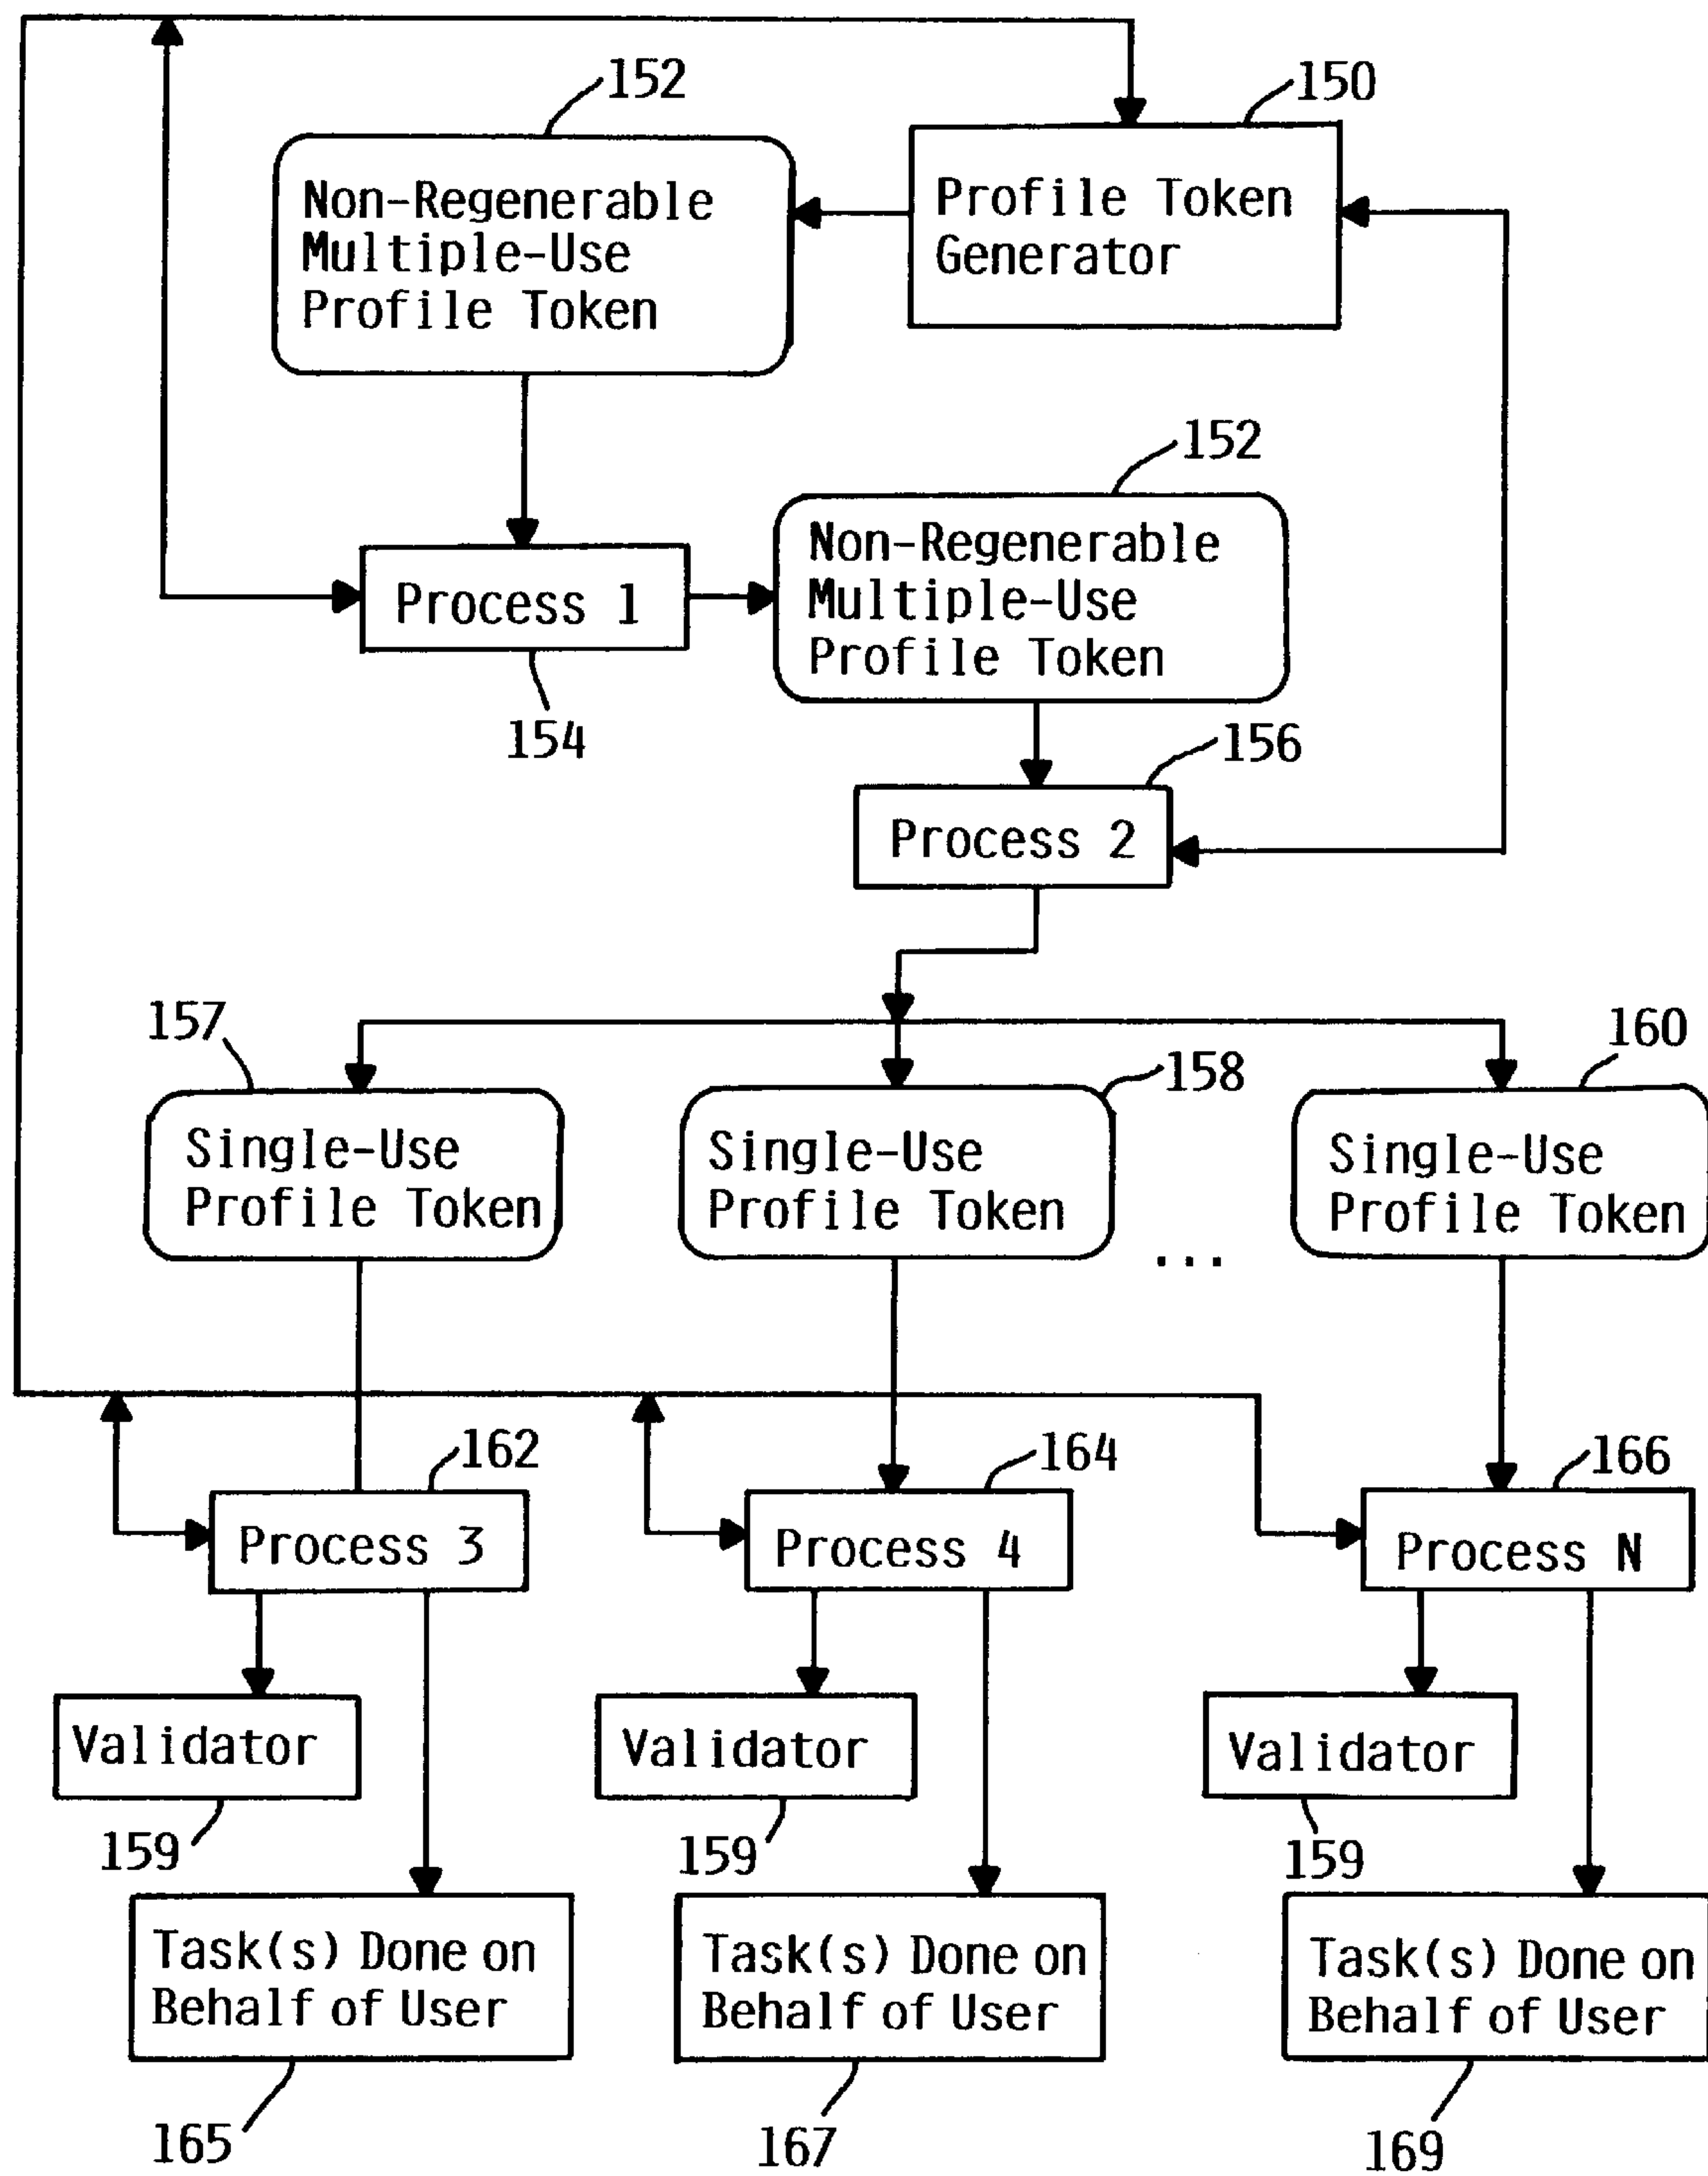 152
150
Non-Regenerable
Multiple-Use
Profile Token
Profile Token
Generator
152
Non-Regenerable
Multiple-Use
Profile Token
Process 1
154
156
Process 2
157
158
160
Single-Use
Profile Token
Single-Use
Profile Token
...
Single-Use
Profile Token
162
164
166
Process 3
Process 4
Process N
Validator
Validator
Validator
159
159
159
Task(s) Done on
Behalf of User
Task(s) Done on
Behalf of User
Task(s) Done on
Behalf of User
165
167
169